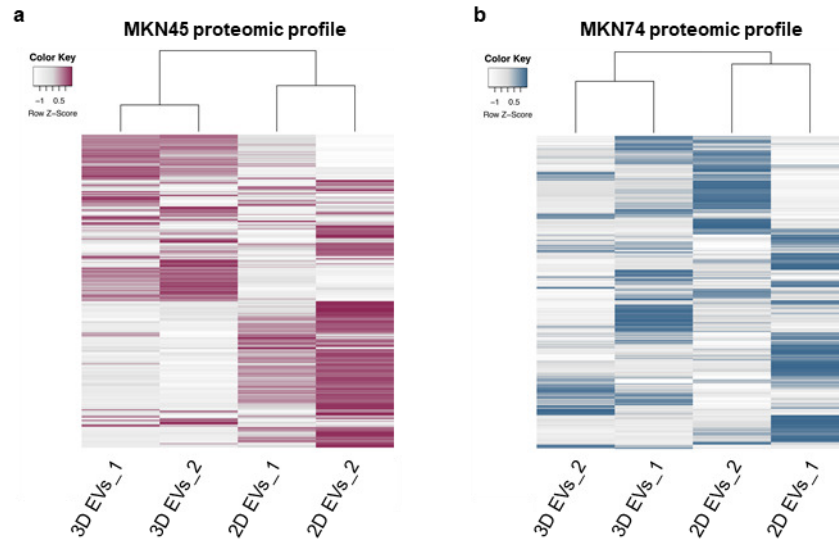 a
MKN45 proteomic profile
Color Key
−1 0.5
Row Z-Score
3D EVs_1
3D EVs_2
2D EVs_1
2D EVs_2
b
MKN74 proteomic profile
Color Key
−1 0.5
Row Z-Score
3D EVs_2
3D EVs_1
2D EVs_2
2D EVs_1